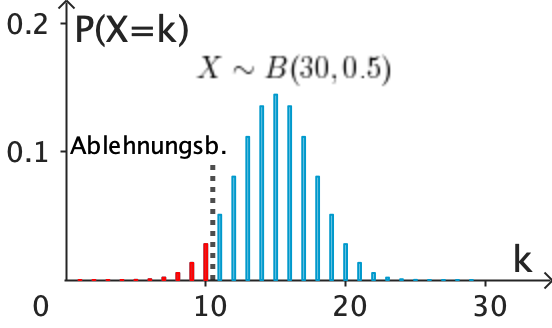 0.2
P(X=k)
X ∼ B(30, 0.5)
Ablehnungsb.
0.1
k
0 10 20 30